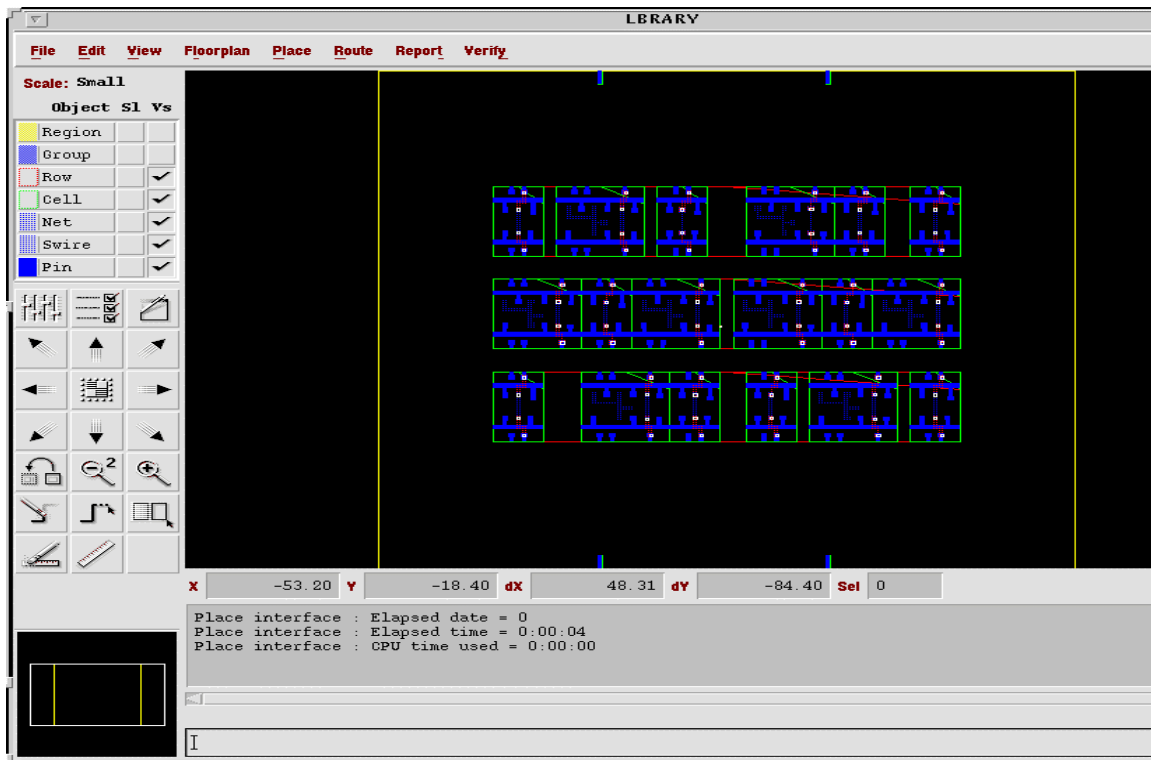 LBRARY
File Edit View Floorplan Place Route Report Verify
Scale: Small
Object Sl Vs
Region
Group
Row
Cell
Net
Swire
Pin
2
X -53.20 Y -18.40 dX 48.31 dY -84.40 Sel 0
Place interface : Elapsed date = 0
Place interface : Elapsed time = 0:00:04
Place interface : CPU time used = 0:00:00